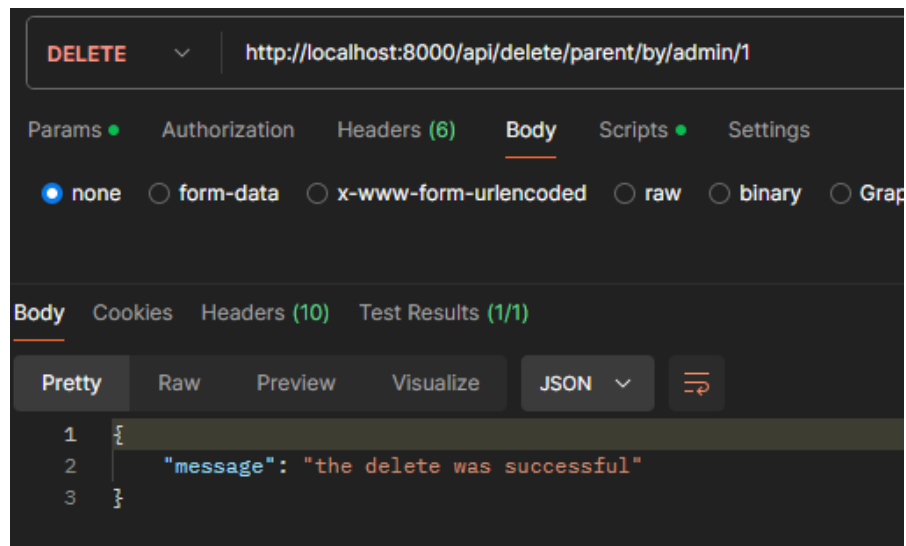 DELETE http://localhost:8000/api/delete/parent/by/admin/1
Params Authorization Headers (6) Body Scripts Settings
none form-data x-www-form-urlencoded raw binary Grap
Body Cookies Headers (10) Test Results (1/1)
Pretty Raw Preview Visualize JSON
1 {
2 "message": "the delete was successful"
3 }